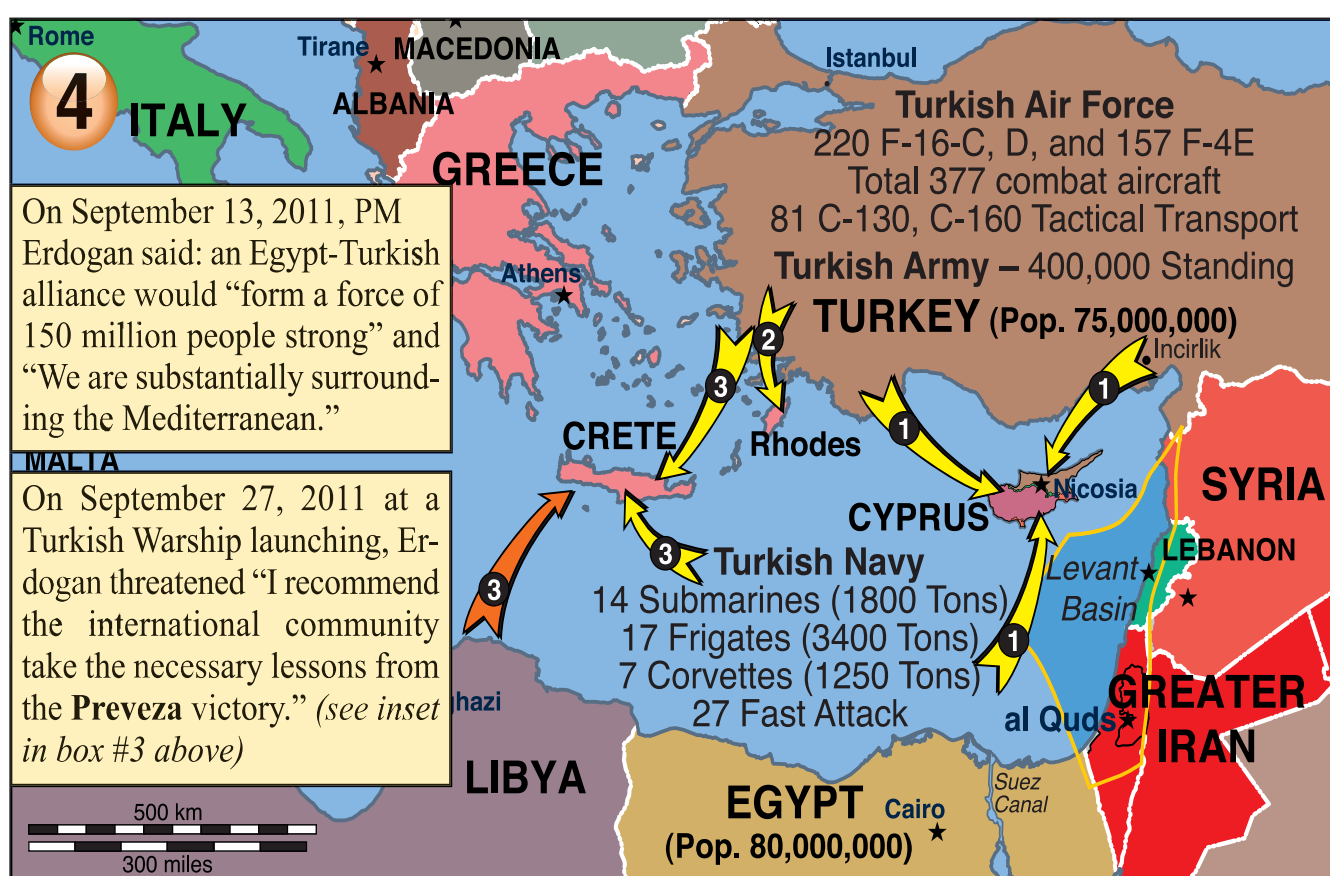 Rome
Tirane
MACEDONIA
Istanbul
4
ITALY
ALBANIA
GREECE
Turkish Air Force
220 F-16-C, D, and 157 F-4E
Total 377 combat aircraft
81 C-130, C-160 Tactical Transport
Turkish Army – 400,000 Standing
TURKEY (Pop. 75,000,000)
Incirlik
On September 13, 2011, PM
Erdogan said: an Egypt-Turkish
alliance would “form a force of
150 million people strong” and
“We are substantially surround-
ing the Mediterranean.”
Athens
2
3
1
1
CRETE
Rhodes
MALTA
Nicosia
CYPRUS
SYRIA
On September 27, 2011 at a
Turkish Warship launching, Er-
dogan threatened “I recommend
the international community
take the necessary lessons from
the Preveza victory.” (see inset
in box #3 above)
3
3
1
Turkish Navy
14 Submarines (1800 Tons)
17 Frigates (3400 Tons)
7 Corvettes (1250 Tons)
27 Fast Attack
Levant
Basin
LEBANON
ghazi
al Quds
GREATER
IRAN
LIBYA
EGYPT
(Pop. 80,000,000)
Cairo
Suez
Canal
500 km
300 miles